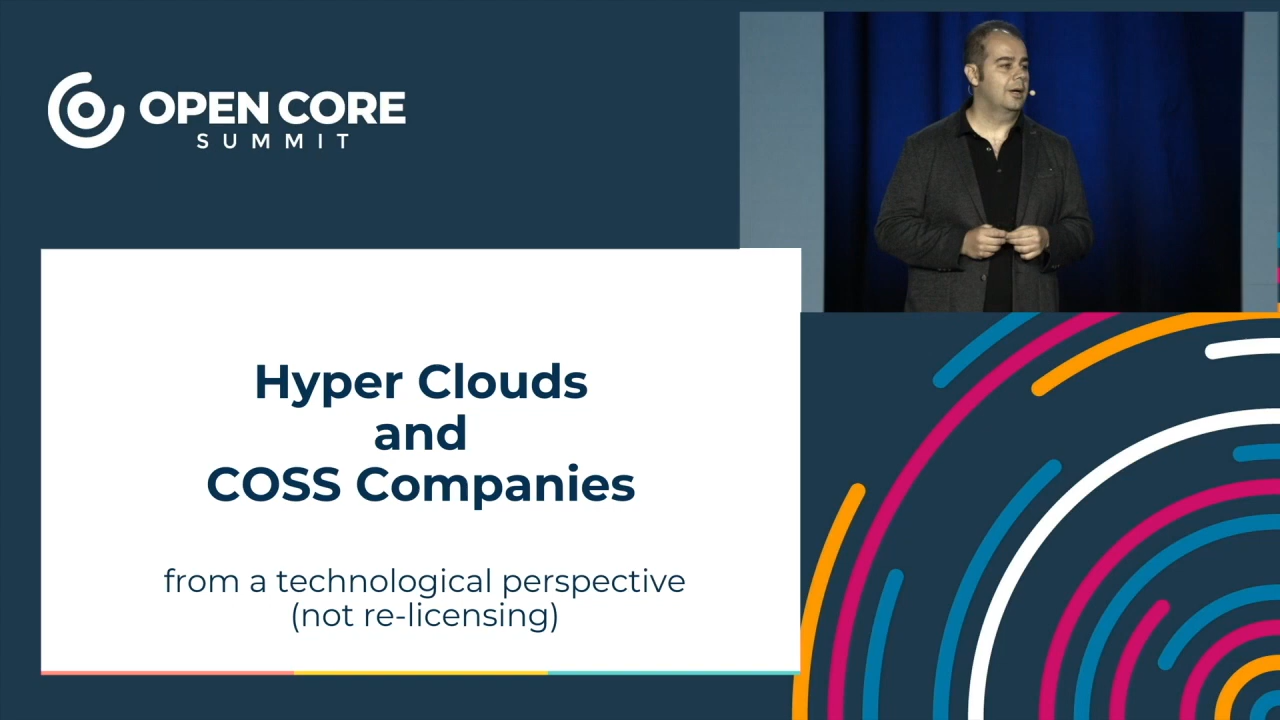 OPEN CORE
SUMMIT
Hyper Clouds
and
COSS Companies
from a technological perspective
(not re-licensing)